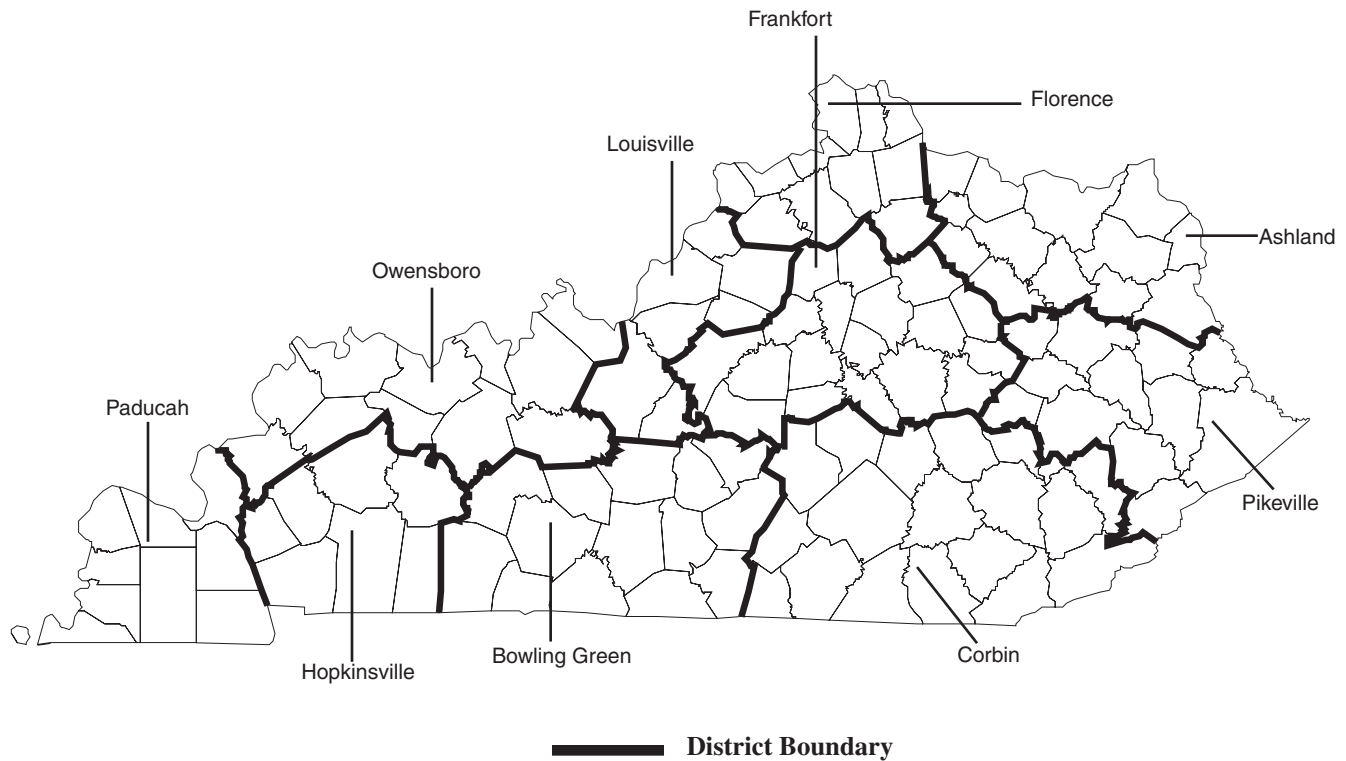 Frankfort
Florence
Louisville
Ashland
Owensboro
Paducah
Pikeville
Hopkinsville
Bowling Green
Corbin
District Boundary